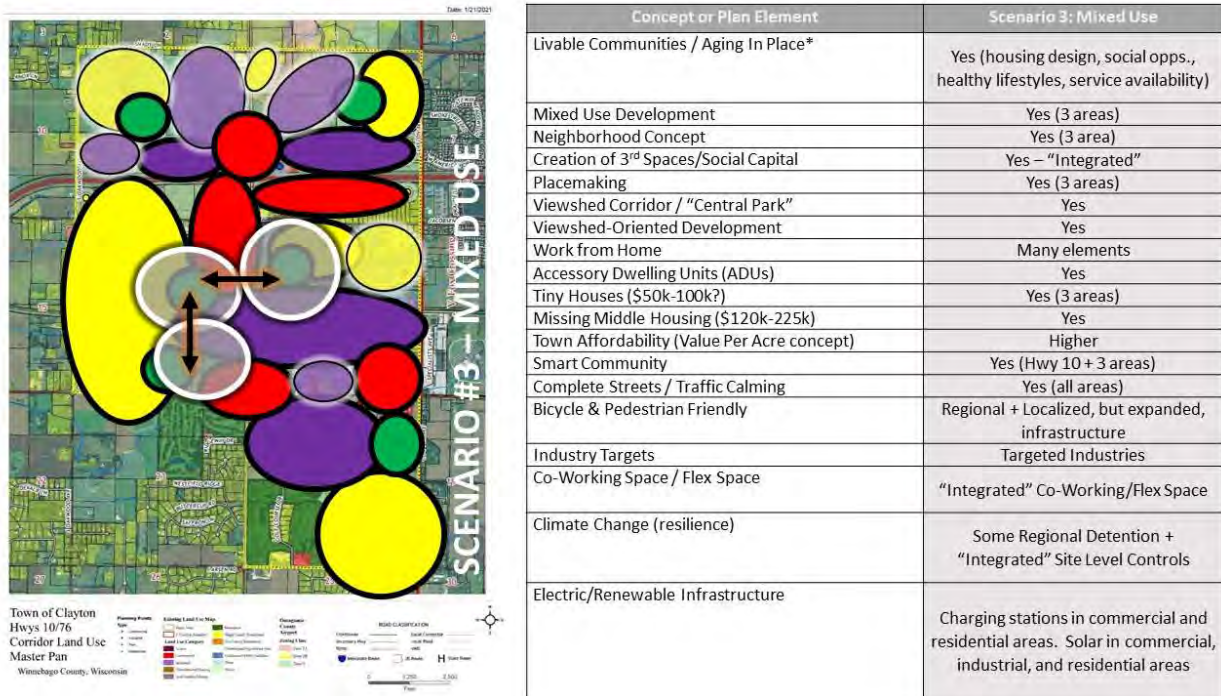 Date: 1/21/2021
SCENARIO #3 – MIXED USE
Town of Clayton
Hwys 10/76
Corridor Land Use
Master Pan
Winnebago County, Wisconsin
Existing Land Use Map
ROAD CLASSIFICATION
Feet
Concept or Plan Element | Scenario 3: Mixed Use
Livable Communities / Aging In Place* | Yes (housing design, social opps.,
healthy lifestyles, service availability)
Mixed Use Development | Yes (3 areas)
Neighborhood Concept | Yes (3 area)
Creation of 3rd Spaces/Social Capital | Yes – “Integrated”
Placemaking | Yes (3 areas)
Viewshed Corridor / “Central Park” | Yes
Viewshed-Oriented Development | Yes
Work from Home | Many elements
Accessory Dwelling Units (ADUs) | Yes
Tiny Houses ($50k-100k?) | Yes (3 areas)
Missing Middle Housing ($120k-225k) | Yes
Town Affordability (Value Per Acre concept) | Higher
Smart Community | Yes (Hwy 10 + 3 areas)
Complete Streets / Traffic Calming | Yes (all areas)
Bicycle & Pedestrian Friendly | Regional + Localized, but expanded,
infrastructure
Industry Targets | Targeted Industries
Co-Working Space / Flex Space | “Integrated” Co-Working/Flex Space
Climate Change (resilience) | Some Regional Detention +
“Integrated” Site Level Controls
Electric/Renewable Infrastructure | Charging stations in commercial and
residential areas. Solar in commercial,
industrial, and residential areas